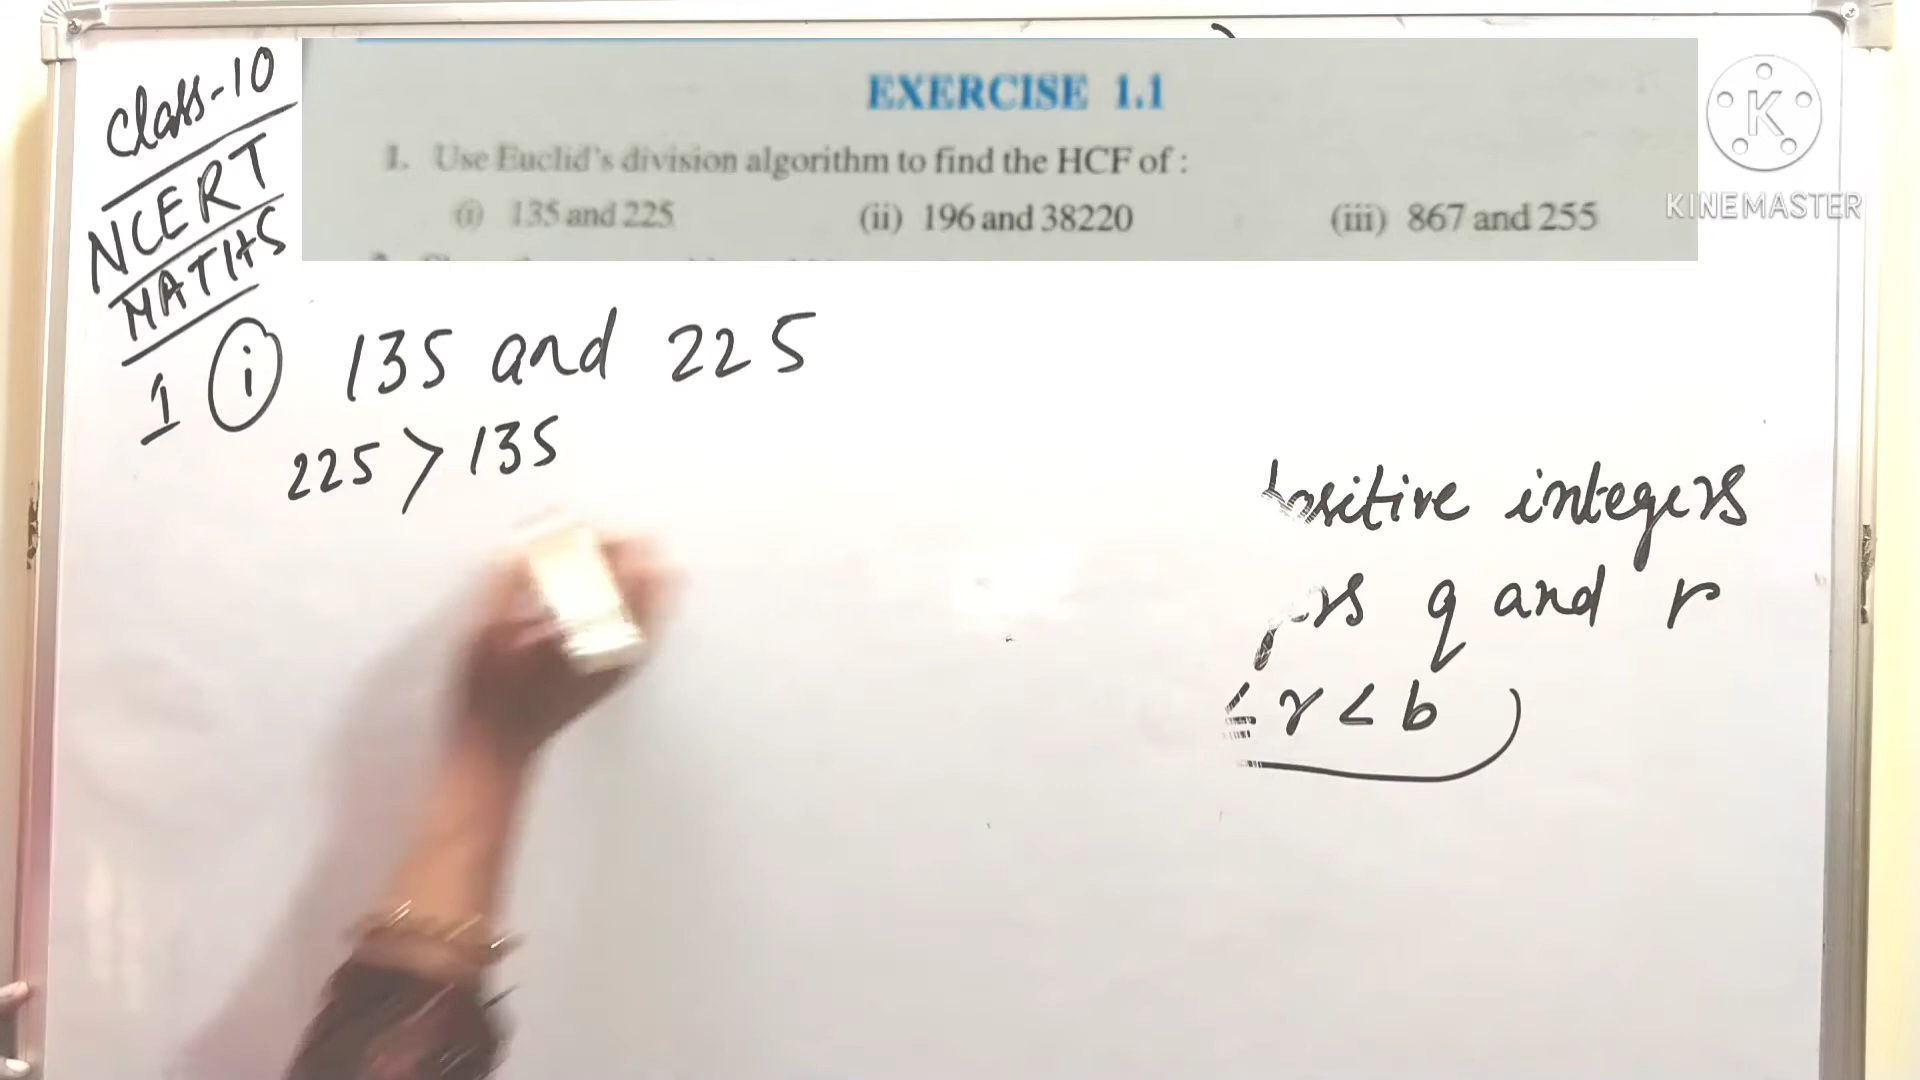 Class-10
NCERT
MATHS
EXERCISE 1.1
1. Use Euclid's division algorithm to find the HCF of :
(i) 135 and 225 (ii) 196 and 38220 (iii) 867 and 255
K
KINEMASTER
1 (i) 135 and 225
225 > 135
positive integers
q and r
≤ r < b )